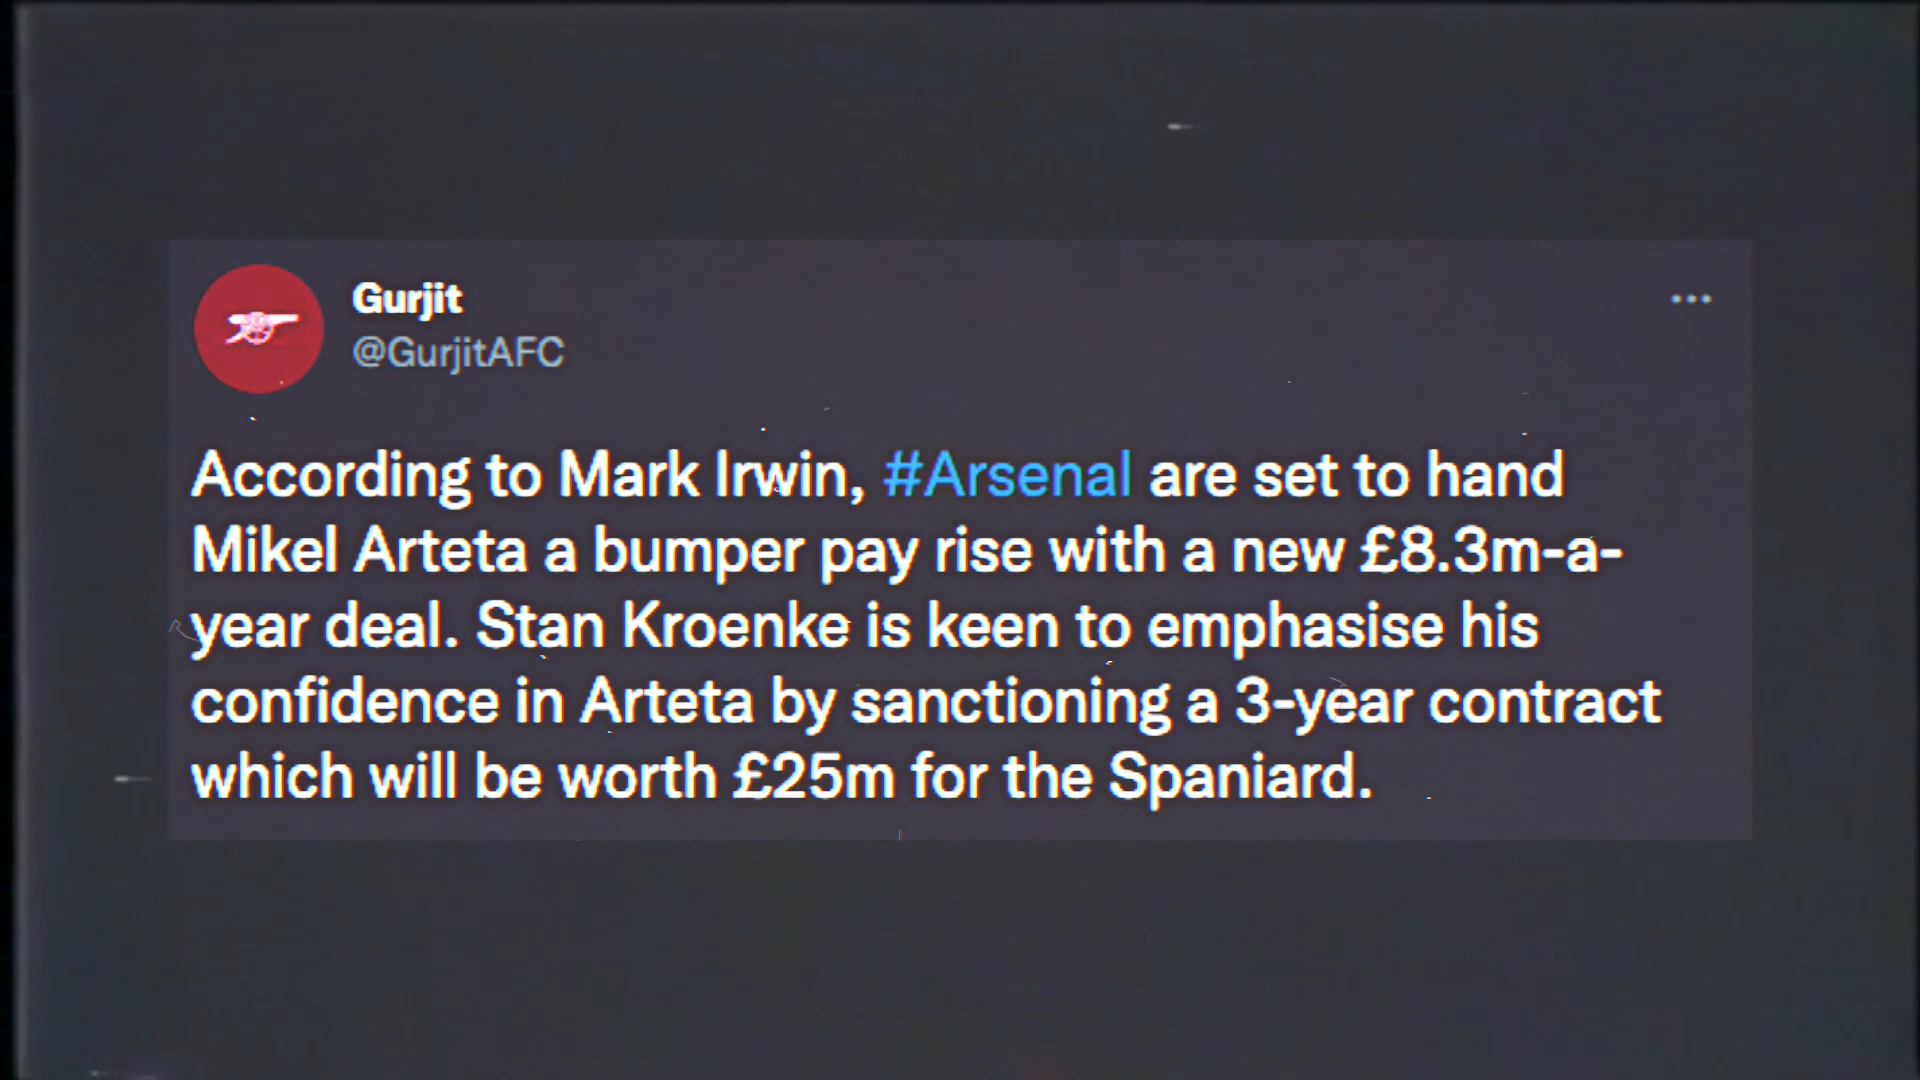 Gurjit
@GurjitAFC
According to Mark Irwin, #Arsenal are set to hand
Mikel Arteta a bumper pay rise with a new £8.3m-a-
year deal. Stan Kroenke is keen to emphasise his
confidence in Arteta by sanctioning a 3-year contract
which will be worth £25m for the Spaniard.